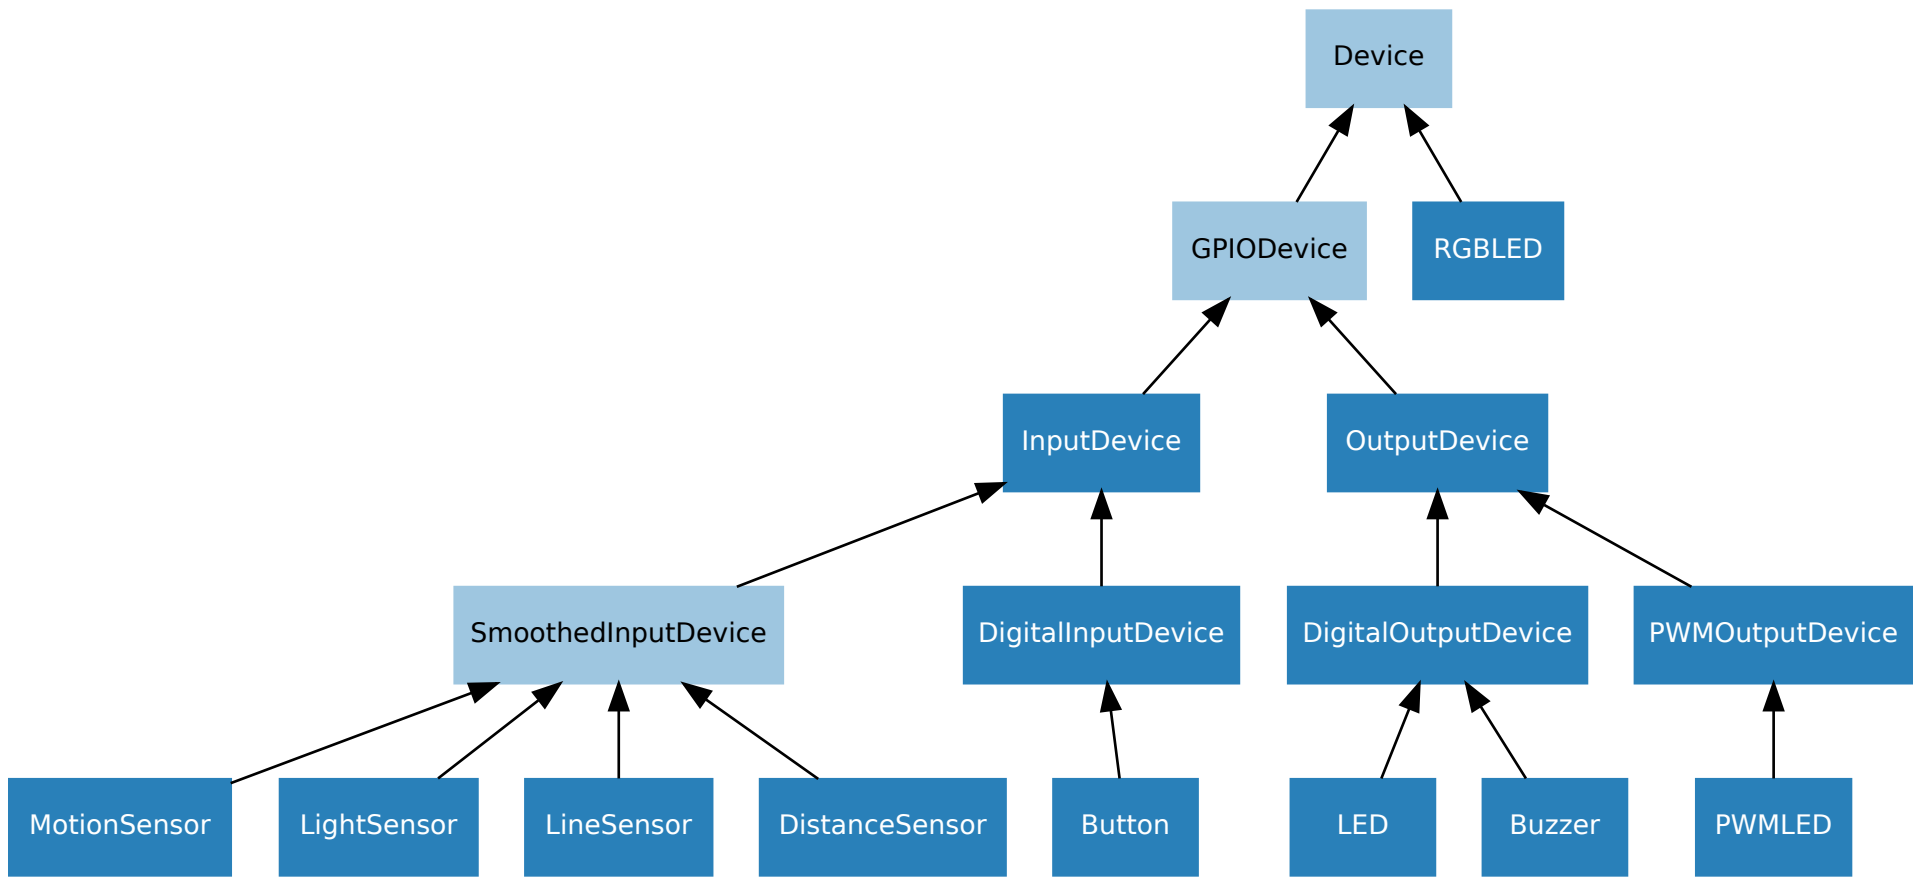 Device
GPIODevice
RGBLED
InputDevice
OutputDevice
SmoothedInputDevice
DigitalInputDevice
DigitalOutputDevice
PWMOutputDevice
MotionSensor
LightSensor
LineSensor
DistanceSensor
Button
LED
Buzzer
PWMLED